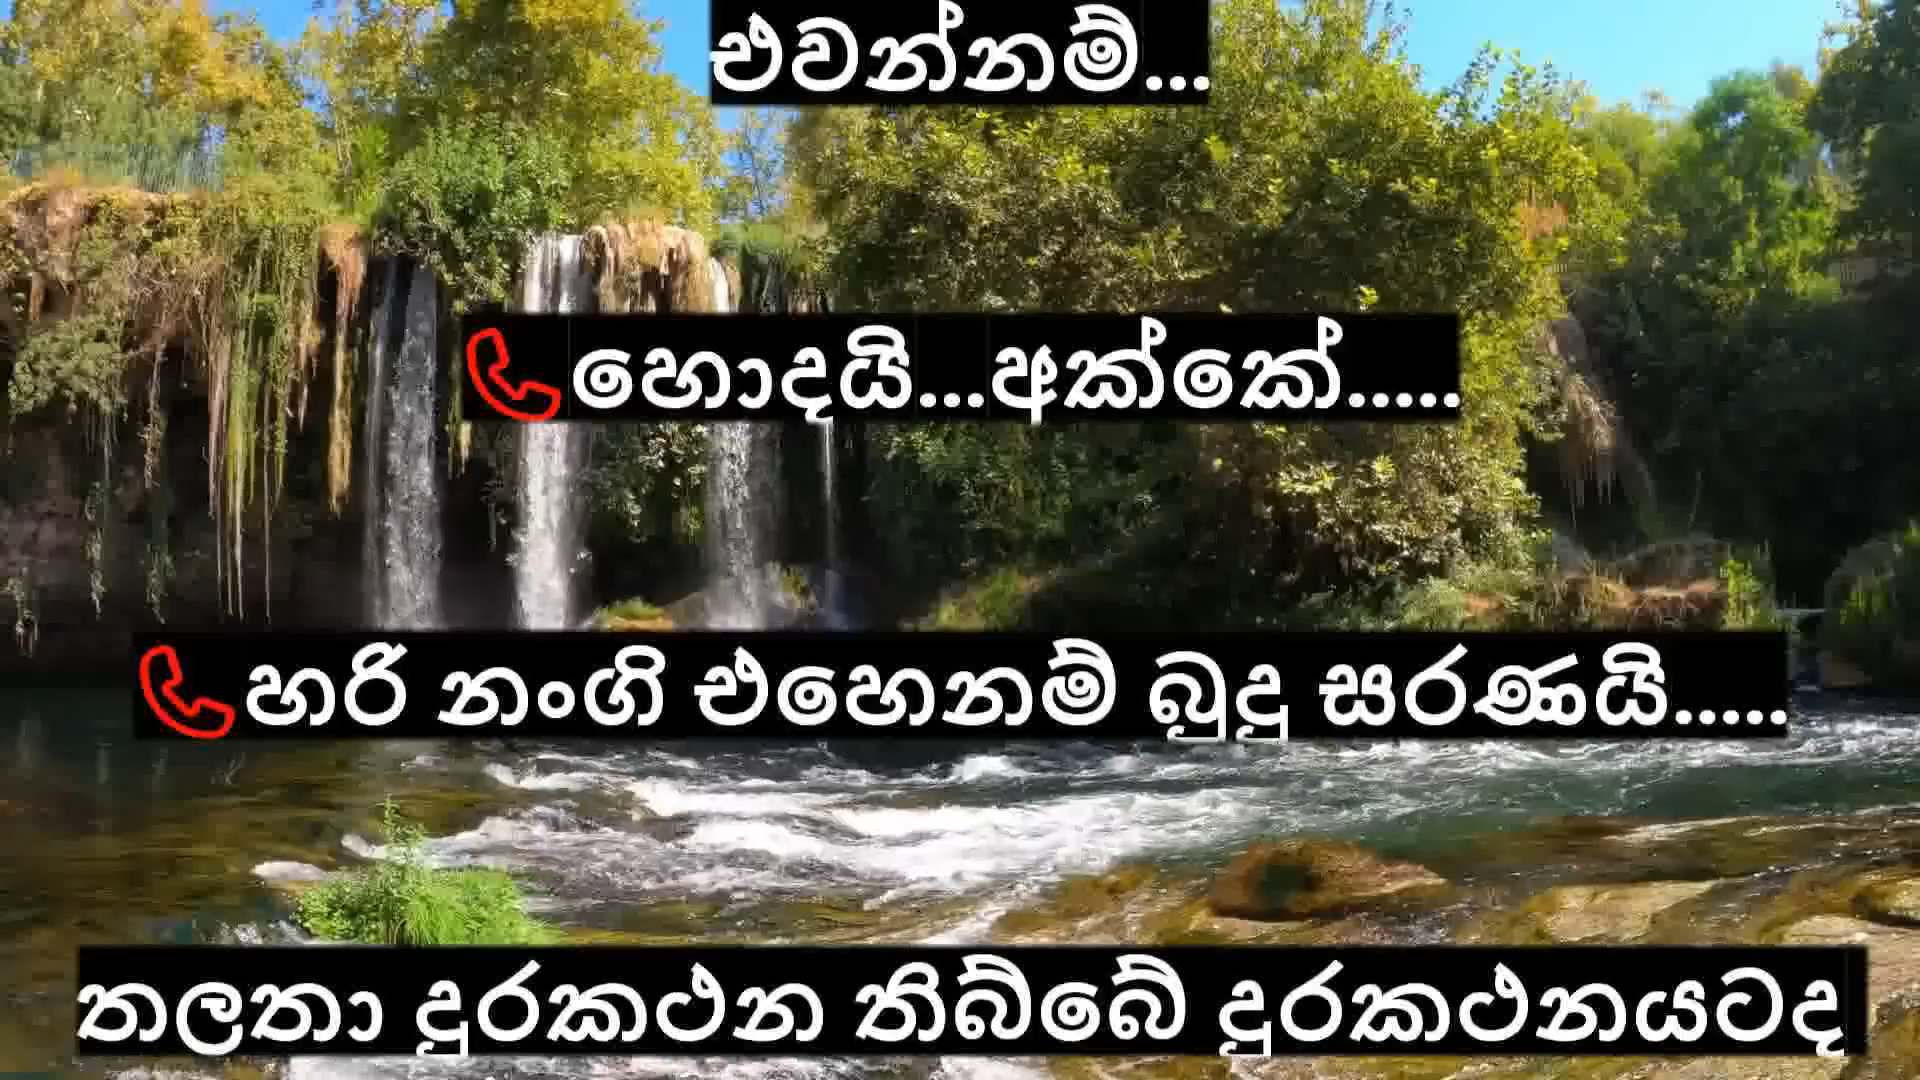 එවන්නම්...
📞හොදයි...අක්කේ.....
📞හරි නංගි එහෙනම් බුදු සරණයි.....
තලතා දුරකථන තිබ්බේ දුරකථනයටද